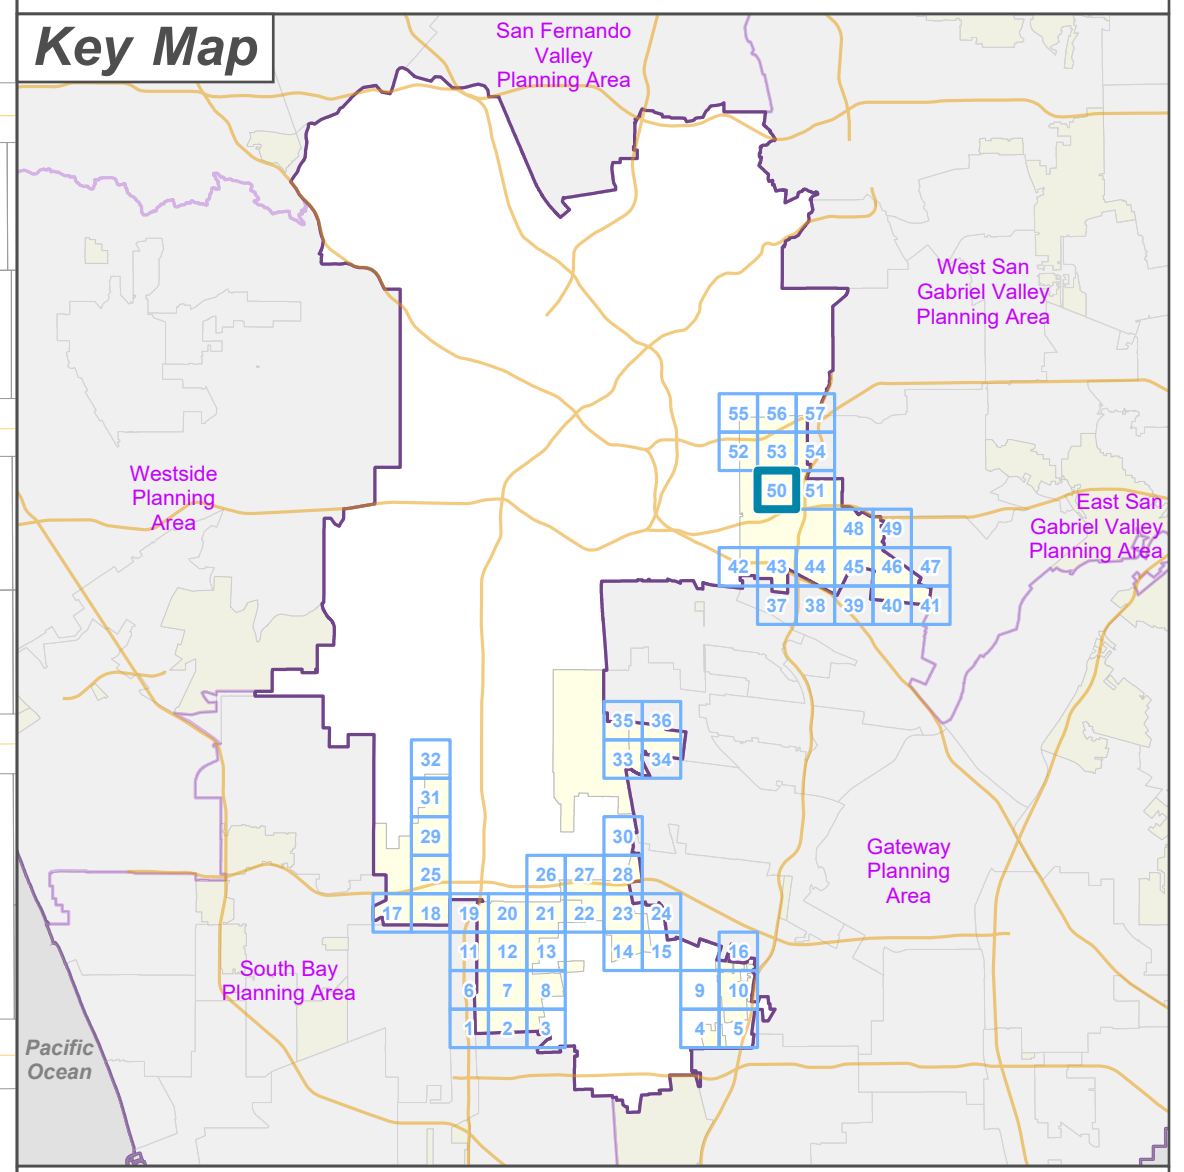 Key Map
San Fernando
Valley
Planning Area
West San
Gabriel Valley
Planning Area
55 56 57
52 53 54
Westside
Planning
Area
50 51
East San
Gabriel Valley
Planning Area
48 49
42 43 44 45 46 47
37 38 39 40 41
35 36
33 34
32
31
29
30
Gateway
Planning
Area
25 26 27 28
17 18 19 20 21 22 23 24
11 12 13 14 15 16
South Bay
Planning Area
6 7 8 9 10
1 2 3 4 5
Pacific
Ocean